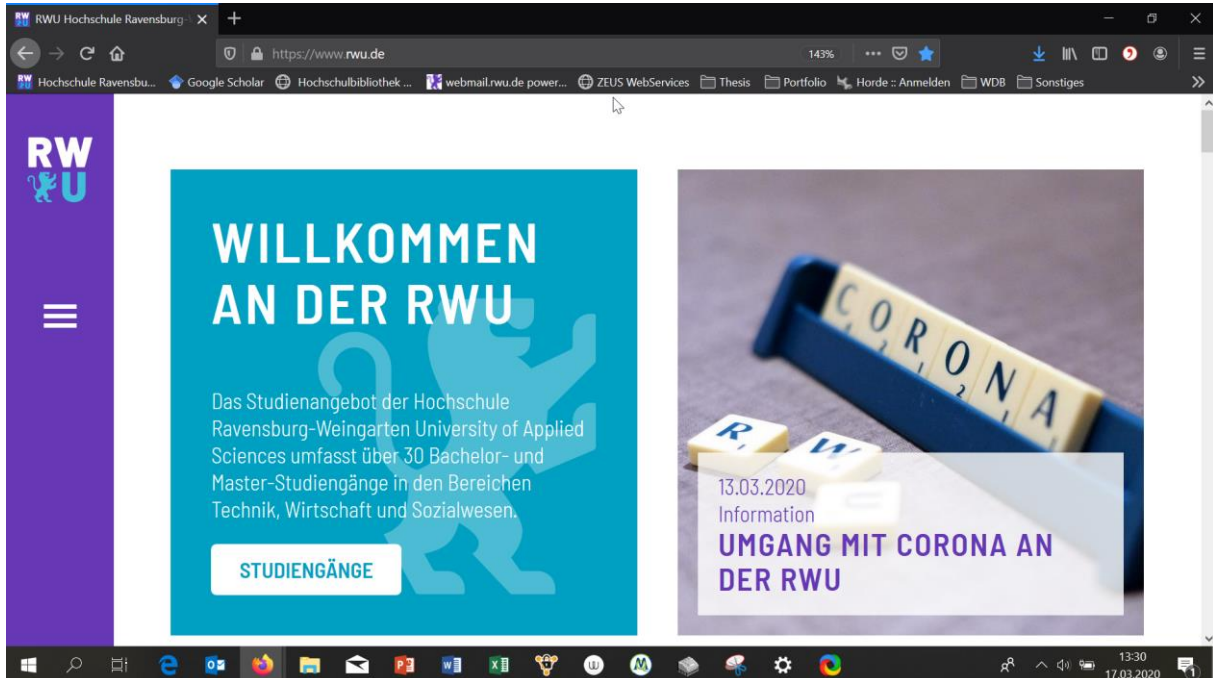 RWU Hochschule Ravensburg-
https://www.rwu.de
143%
Hochschule Ravensbu...
Google Scholar
Hochschulbibliothek ...
webmail.rwu.de power...
ZEUS WebServices
Thesis
Portfolio
Horde :: Anmelden
WDB
Sonstiges
RW
U
WILLKOMMEN
AN DER RWU
Das Studienangebot der Hochschule
Ravensburg-Weingarten University of Applied
Sciences umfasst über 30 Bachelor- und
Master-Studiengänge in den Bereichen
Technik, Wirtschaft und Sozialwesen.
STUDIENGÄNGE
CORONA
R W U
13.03.2020
Information
UMGANG MIT CORONA AN
DER RWU
13:30
17.03.2020